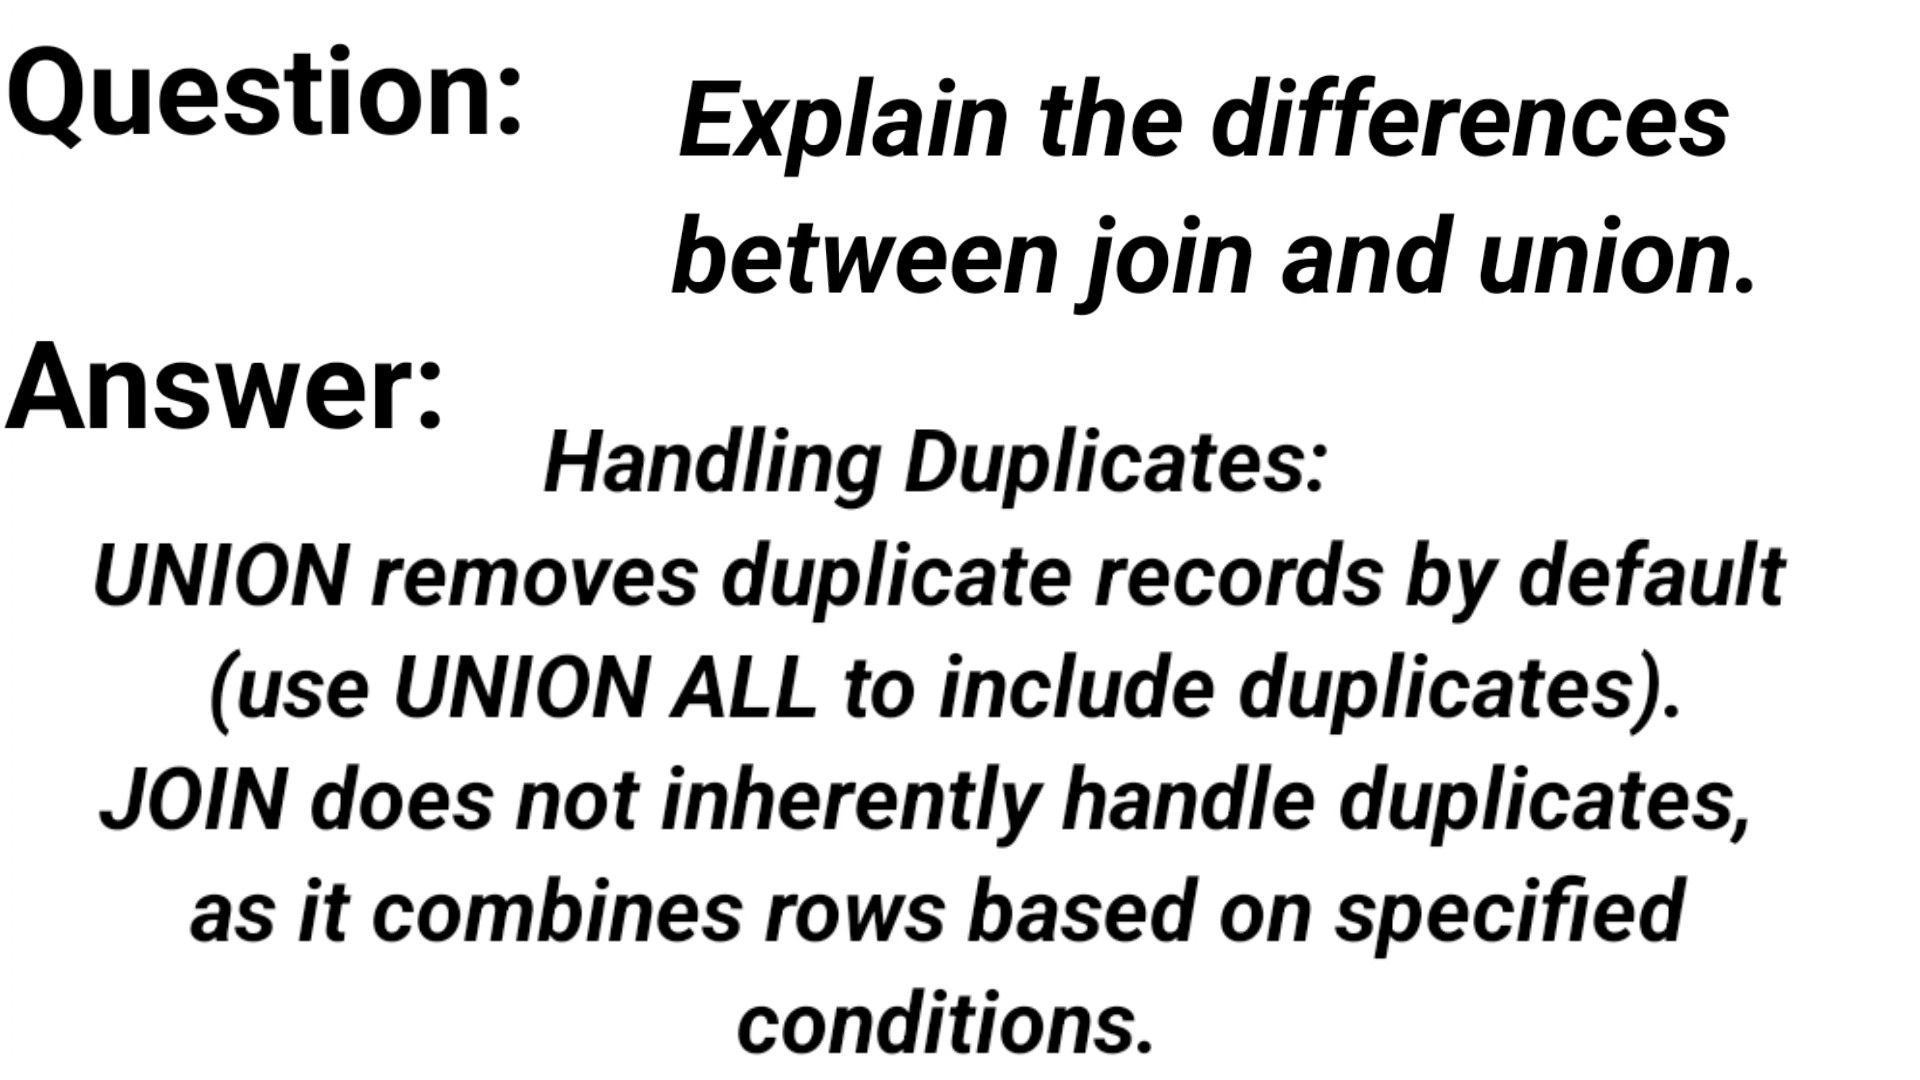 Question:
Explain the differences
between join and union.
Answer:
Handling Duplicates:
UNION removes duplicate records by default
(use UNION ALL to include duplicates).
JOIN does not inherently handle duplicates,
as it combines rows based on specified
conditions.